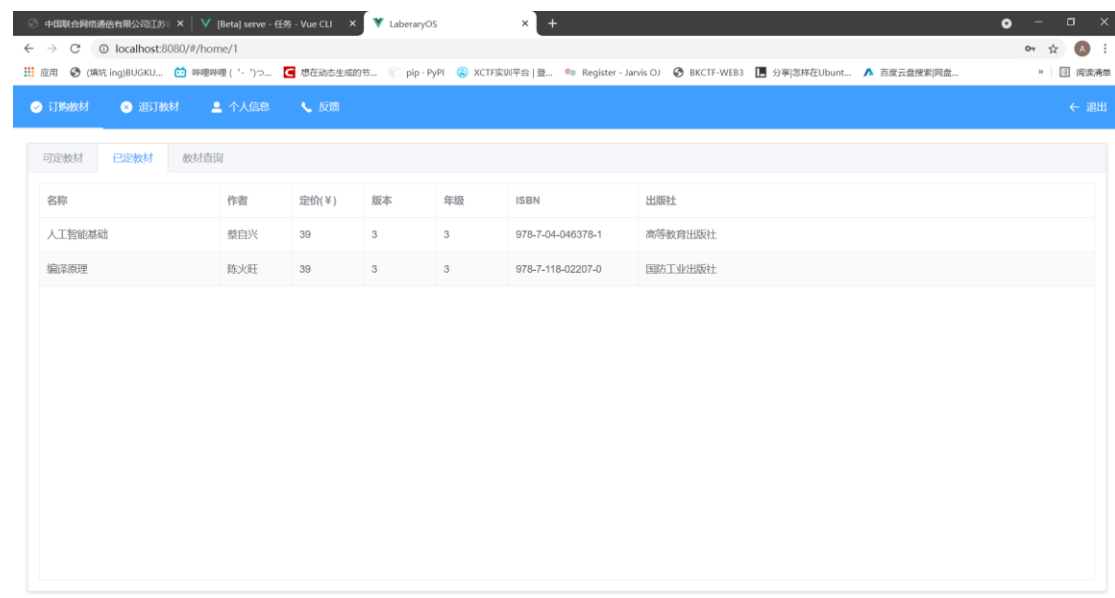 中国联合网络通信有限公司江苏 [Beta] serve - 任务 - Vue CLI LaberaryOS
localhost:8080/#/home/1
应用 (填坑 ing)BUGKU... 哔哩哔哩 ( ゜- ゜)つ... 想在动态生成的节... pip · PyPI XCTF实训平台 | 登... Register - Jarvis OJ BKCTF-WEB3 分享|怎样在Ubunt... 百度云盘搜索|网盘... » 阅读清单
订购教材 退订教材 个人信息 反馈 退出
可定教材 已定教材 教材查询
名称 作者 定价(¥) 版本 年级 ISBN 出版社
人工智能基础 蔡自兴 39 3 3 978-7-04-046378-1 高等教育出版社
编译原理 陈火旺 39 3 3 978-7-118-02207-0 国防工业出版社